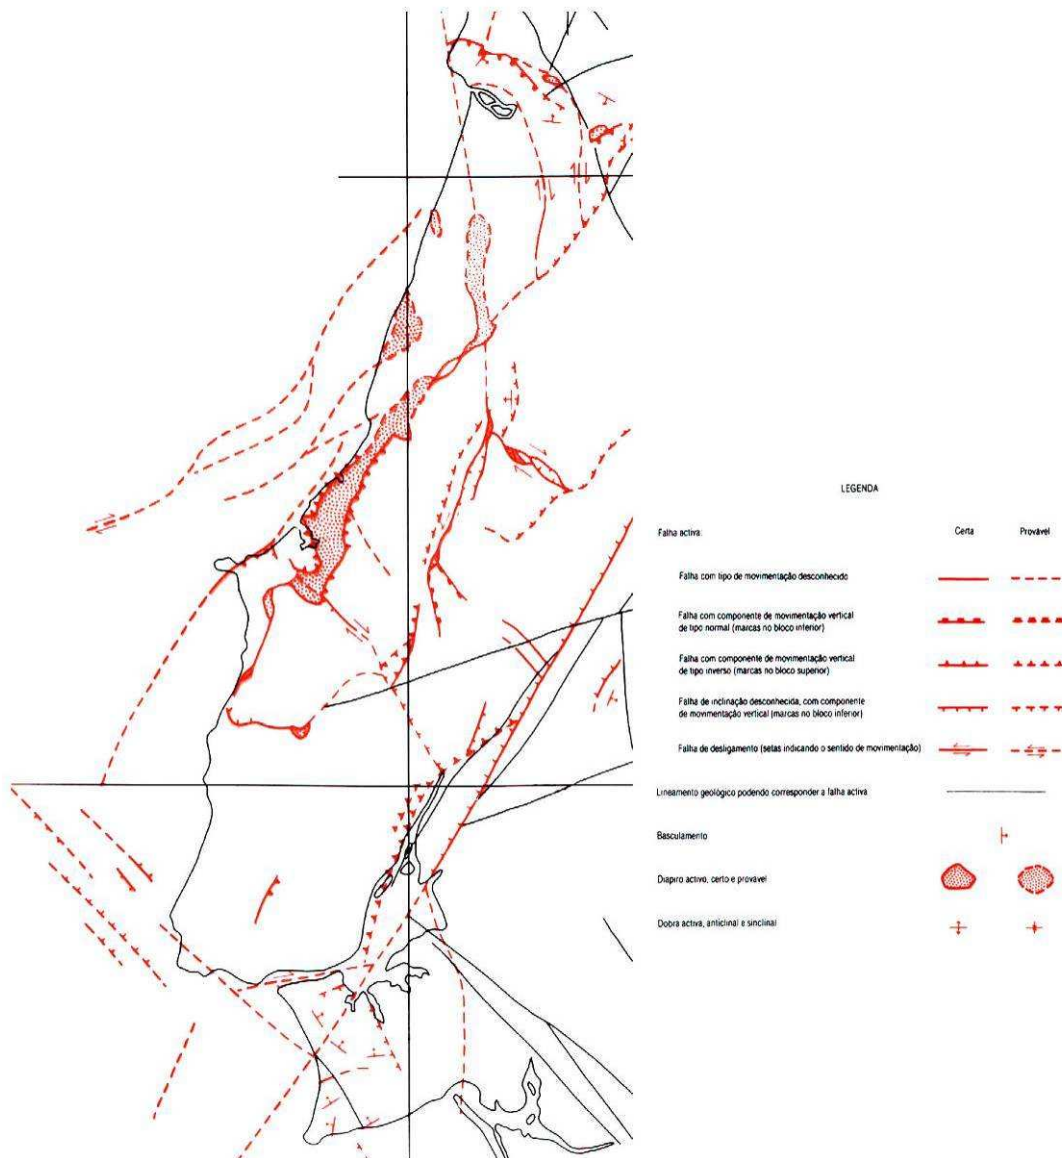 LEGENDA
Falha activa: Certa Provável
Falha com tipo de movimentação desconhecido
Falha com componente de movimentação vertical
de tipo normal (marcas no bloco inferior)
Falha com componente de movimentação vertical
de tipo inverso (marcas no bloco superior)
Falha de inclinação desconhecida, com componente
de movimentação vertical (marcas no bloco inferior)
Falha de desligamento (setas indicando o sentido de movimentação)
Lineamento geológico podendo corresponder a falha activa
Basculamento
Diapiro activo, certo e provável
Dobra activa, anticlinal e sinclinal